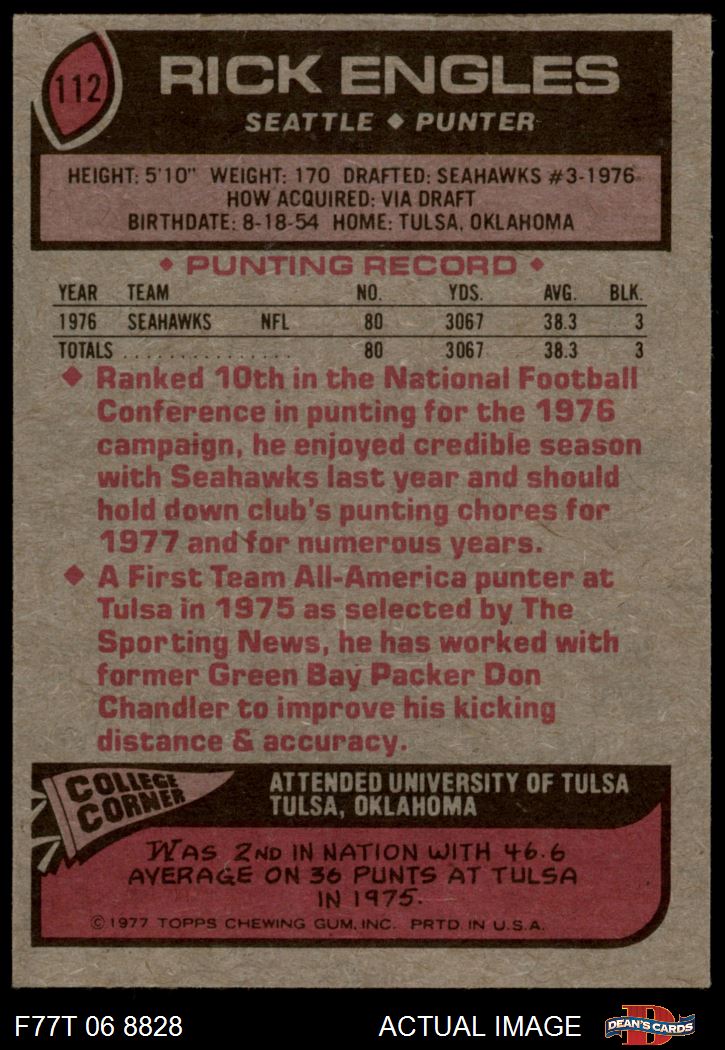 112
RICK ENGLES
SEATTLE ◆ PUNTER
HEIGHT: 5'10" WEIGHT: 170 DRAFTED: SEAHAWKS #3-1976
HOW ACQUIRED: VIA DRAFT
BIRTHDATE: 8-18-54 HOME: TULSA, OKLAHOMA
◆ PUNTING RECORD ◆
YEAR TEAM NO. YDS. AVG. BLK.
1976 SEAHAWKS NFL 80 3067 38.3 3
TOTALS ................ 80 3067 38.3 3
◆ Ranked 10th in the National Football
Conference in punting for the 1976
campaign, he enjoyed credible season
with Seahawks last year and should
hold down club's punting chores for
1977 and for numerous years.
◆ A First Team All-America punter at
Tulsa in 1975 as selected by The
Sporting News, he has worked with
former Green Bay Packer Don
Chandler to improve his kicking
distance & accuracy.
COLLEGE
CORNER
ATTENDED UNIVERSITY OF TULSA
TULSA, OKLAHOMA
WAS 2ND IN NATION WITH 46.6
AVERAGE ON 36 PUNTS AT TULSA
IN 1975.
© 1977 TOPPS CHEWING GUM, INC. PRTD. IN U.S.A.
F77T 06 8828
ACTUAL IMAGE
D
DEAN'S CARDS